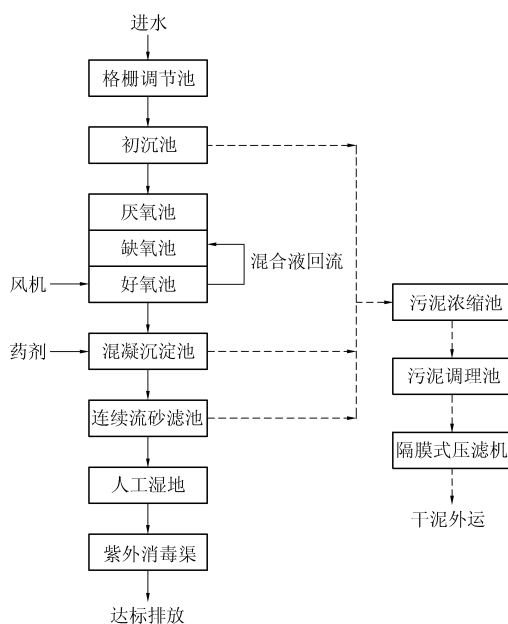 进水
格栅调节池
初沉池
厌氧池
缺氧池
混合液回流
风机
好氧池
污泥浓缩池
药剂
混凝沉淀池
污泥调理池
连续流砂滤池
隔膜式压滤机
人工湿地
干泥外运
紫外消毒渠
达标排放